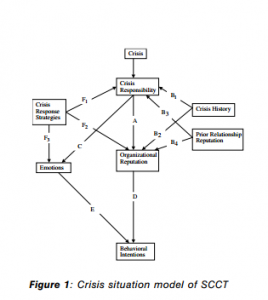 Crisis
Crisis
Responsibility
Crisis
Response
Strategies
F1
B1
B3
Crisis History
A
F2
F3
C
B2
Prior Relationship
Reputation
B4
Emotions
Organizational
Reputation
E
D
Behavioral
Intentions
Figure 1: Crisis situation model of SCCT